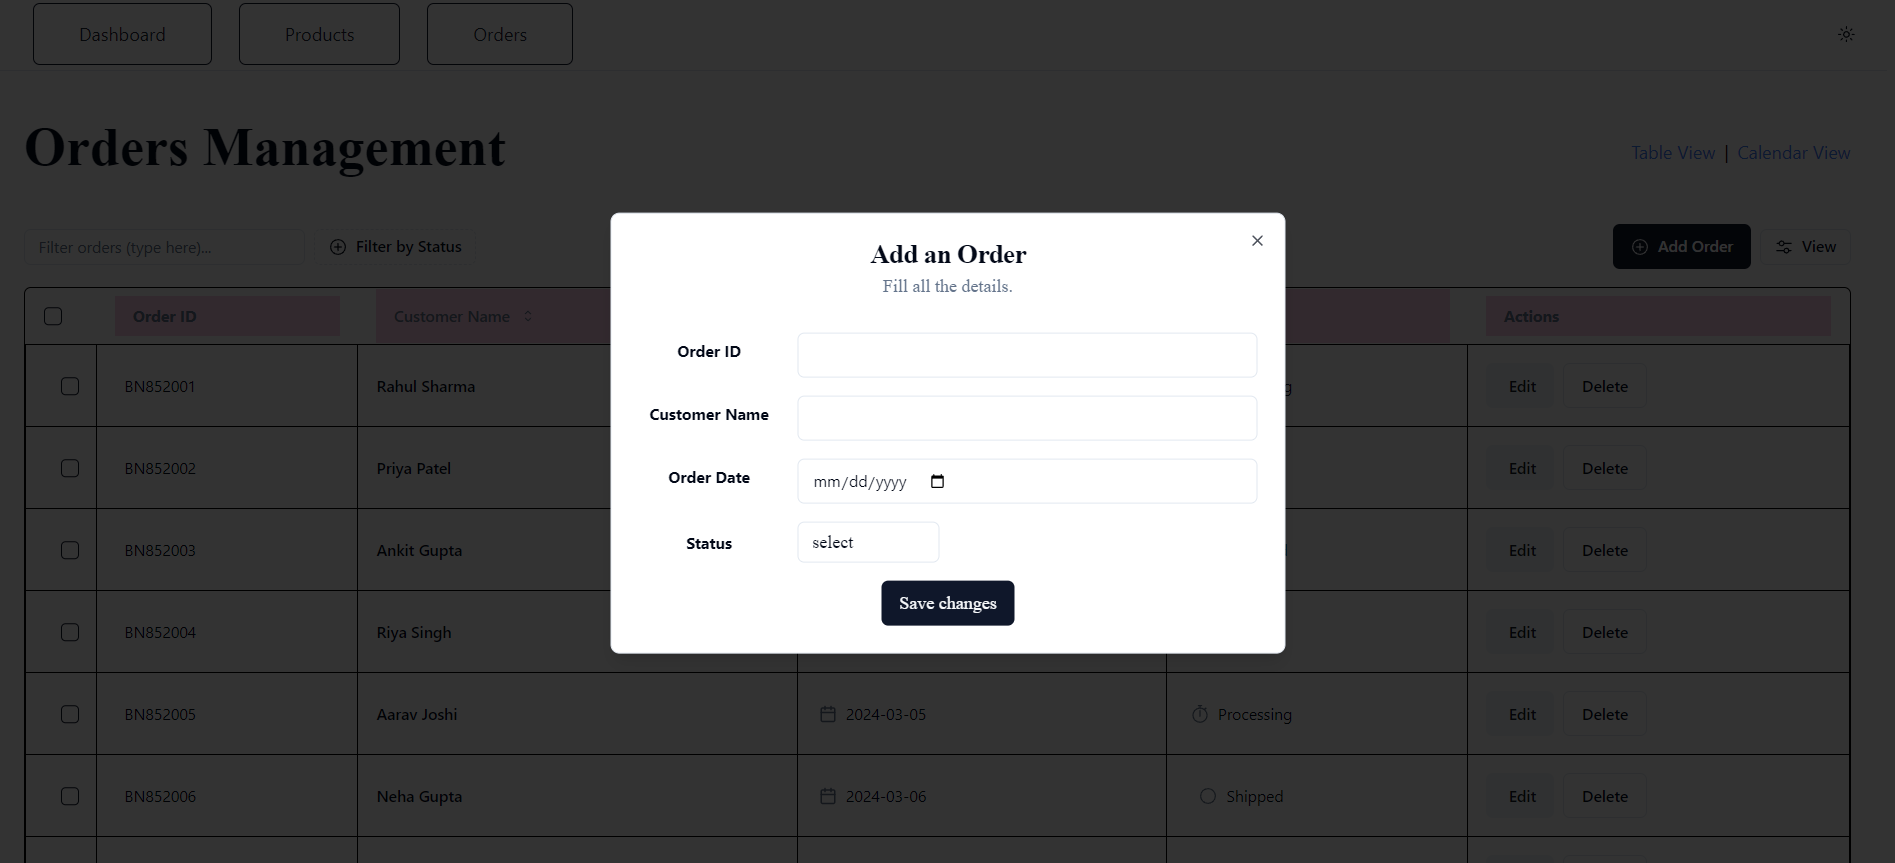 Dashboard Products Orders
Orders Management
Table View | Calendar View
Filter orders (type here)... Filter by Status Add Order View
Order ID Customer Name Actions
BN852001 Rahul Sharma Edit Delete
BN852002 Priya Patel Edit Delete
BN852003 Ankit Gupta Edit Delete
BN852004 Riya Singh Edit Delete
BN852005 Aarav Joshi 2024-03-05 Processing Edit Delete
BN852006 Neha Gupta 2024-03-06 Shipped Edit Delete
Add an Order
Fill all the details.
Order ID
Customer Name
Order Date mm/dd/yyyy
Status select
Save changes